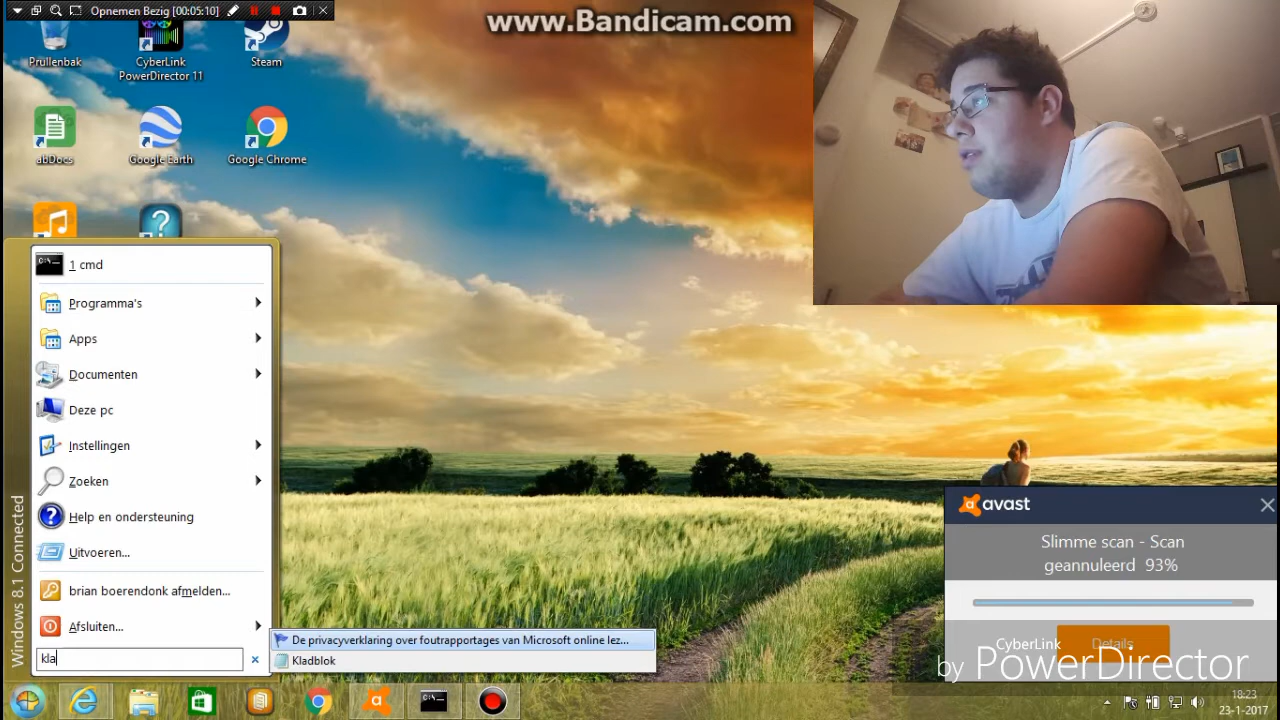 Opnemen Bezig [00:05:10]
www.Bandicam.com
Prullenbak
CyberLink
PowerDirector 11
Steam
abDocs
Google Earth
Google Chrome
1 cmd
Programma's
Apps
Documenten
Deze pc
Instellingen
Zoeken
Help en ondersteuning
Uitvoeren...
brian boerendonk afmelden...
Afsluiten...
kla
Windows 8.1 Connected
De privacyverklaring over foutrapportages van Microsoft online lez...
Kladblok
avast
Slimme scan - Scan
geannuleerd 93%
Details
CyberLink
by PowerDirector
18:23
23-1-2017